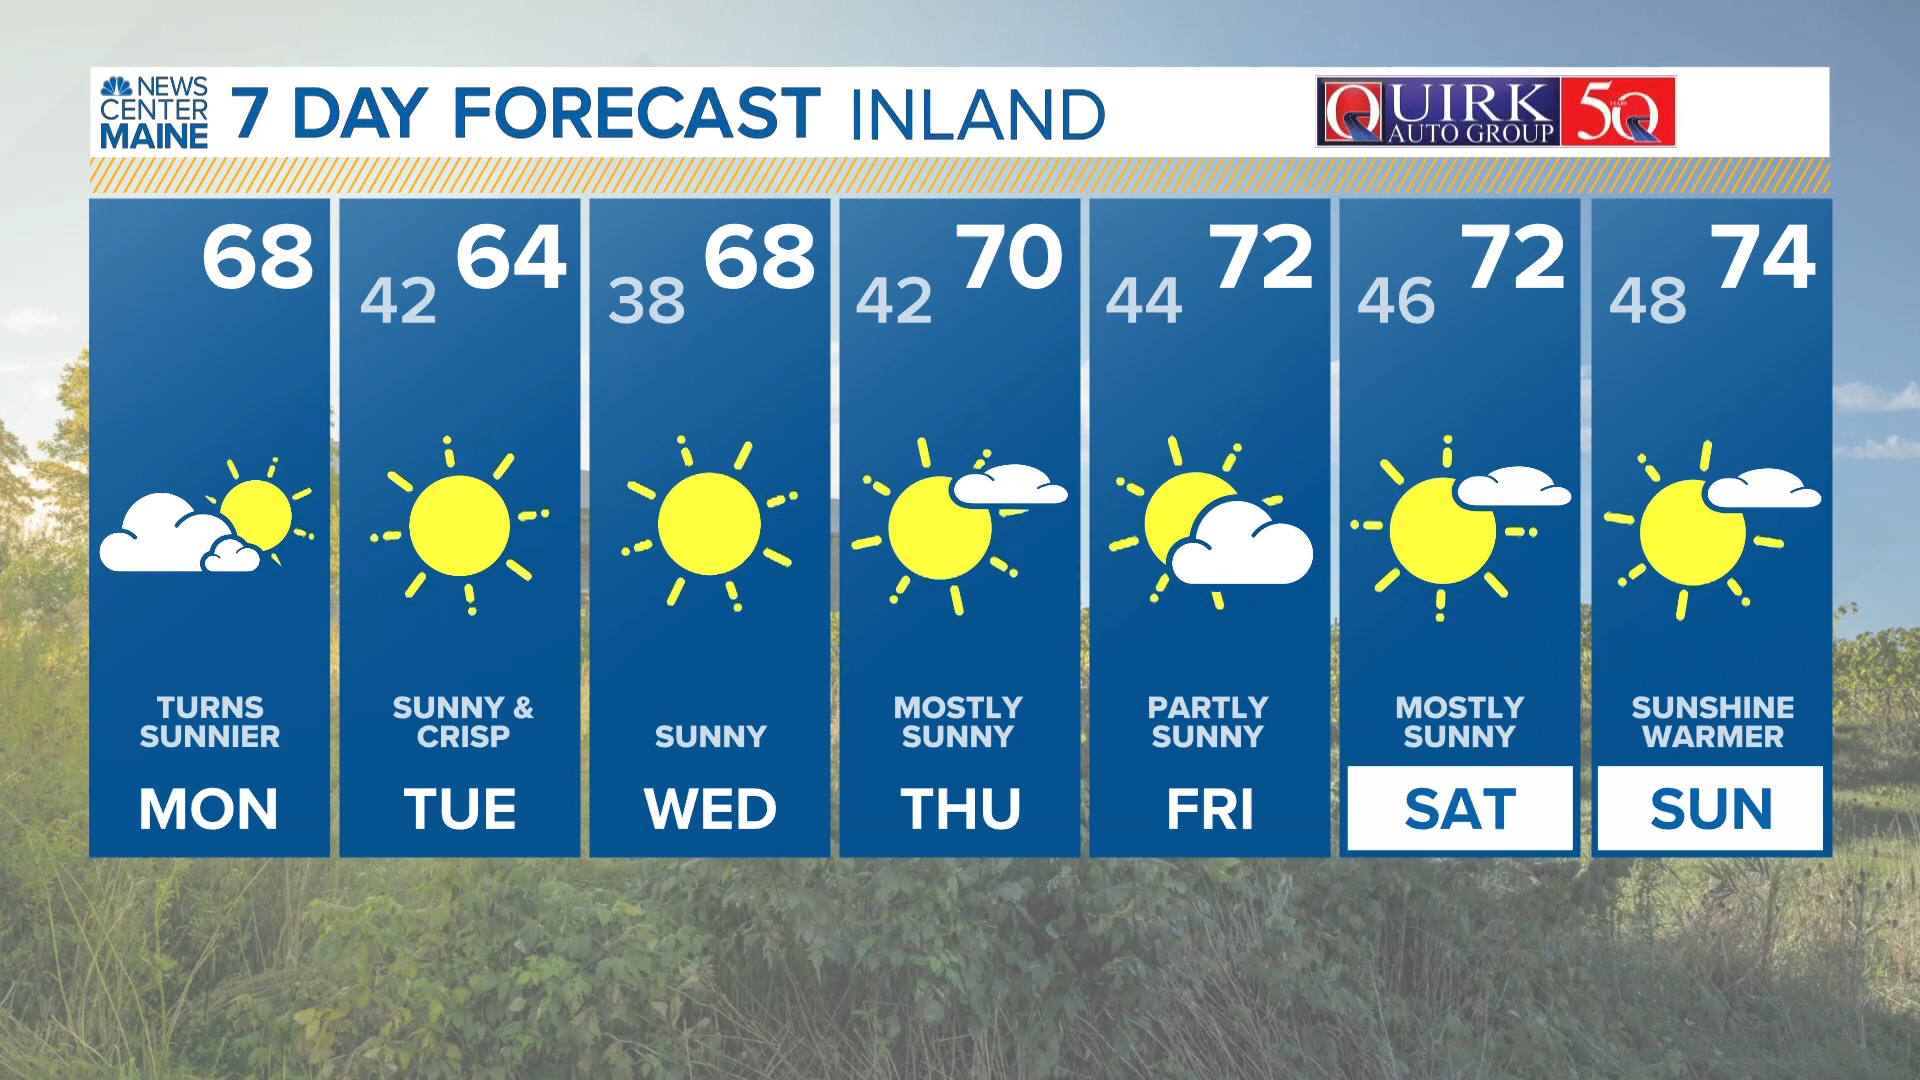 NEWS
CENTER
MAINE
7 DAY FORECAST INLAND
QUIRK
AUTO GROUP
50
YEARS
68
42 64
38 68
42 70
44 72
46 72
48 74
TURNS
SUNNIER
MON
SUNNY &
CRISP
TUE
SUNNY
WED
MOSTLY
SUNNY
THU
PARTLY
SUNNY
FRI
MOSTLY
SUNNY
SAT
SUNSHINE
WARMER
SUN